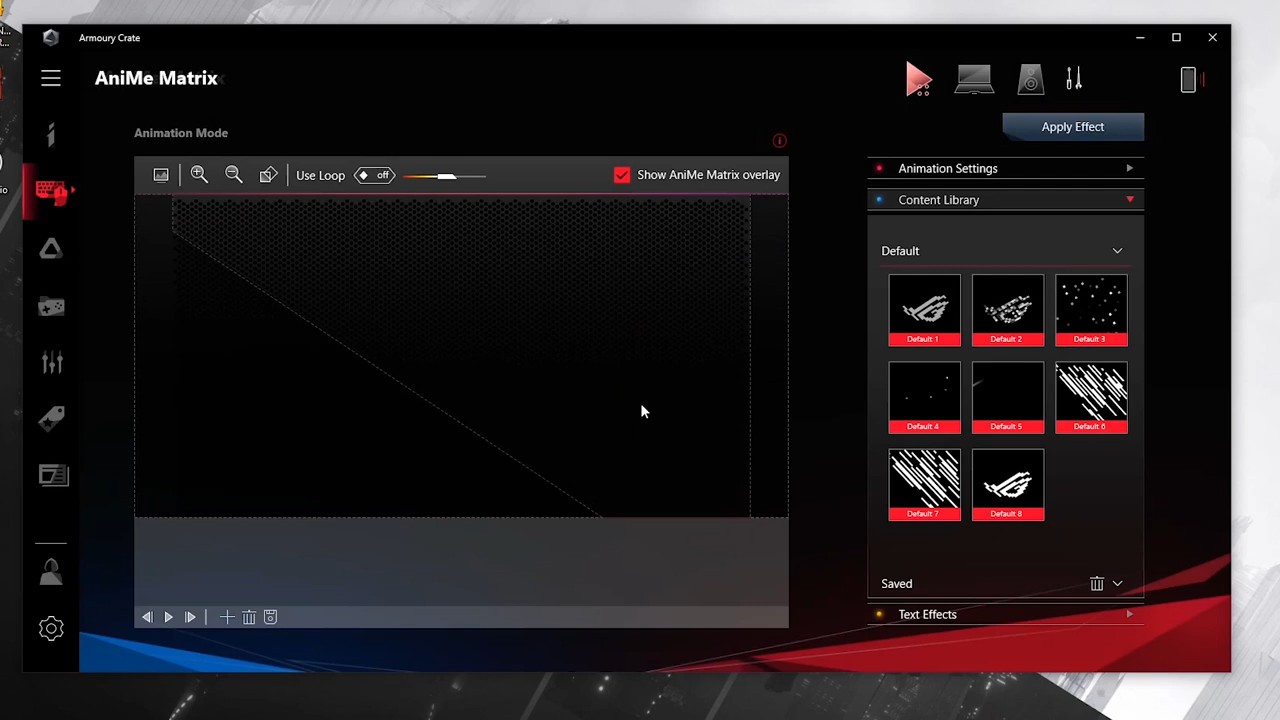 Armoury Crate
AniMe Matrix
Animation Mode
Apply Effect
Use Loop off
Show AniMe Matrix overlay
Animation Settings
Content Library
Default
Default 1 Default 2 Default 3
Default 4 Default 5 Default 6
Default 7 Default 8
Saved
Text Effects